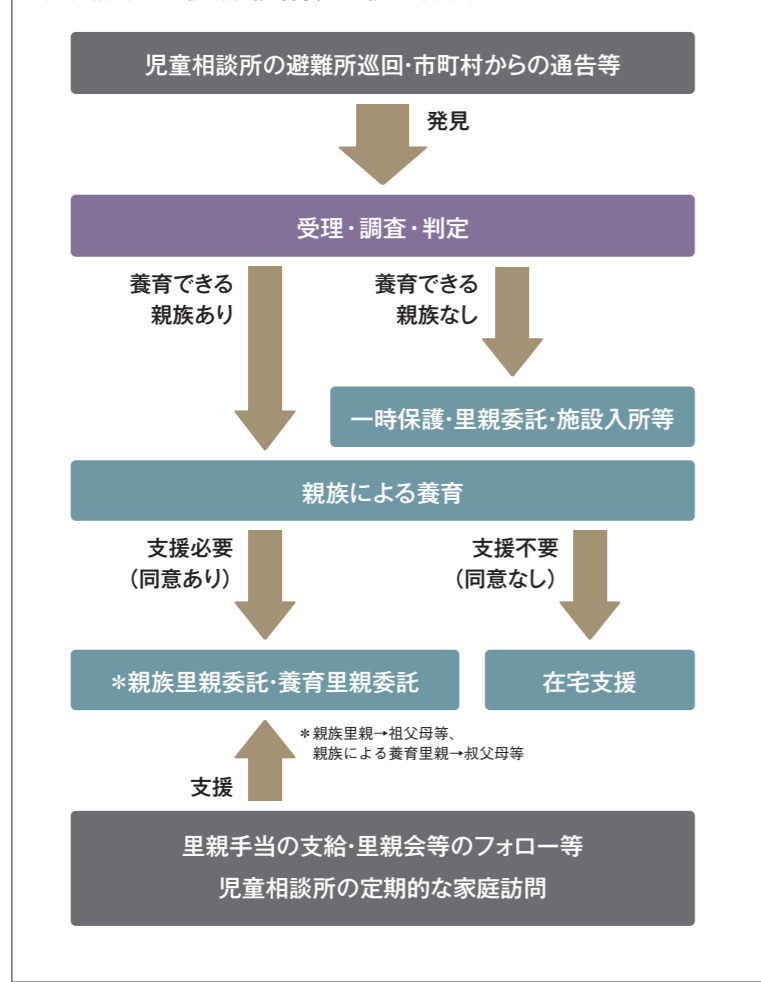 児童相談所の避難所巡回・市町村からの通告等
発見
受理・調査・判定
養育できる
親族あり
養育できる
親族なし
一時保護・里親委託・施設入所等
親族による養育
支援必要
（同意あり）
支援不要
（同意なし）
＊親族里親委託・養育里親委託
在宅支援
＊親族里親→祖父母等、
親族による養育里親→叔父母等
支援
里親手当の支給・里親会等のフォロー等
児童相談所の定期的な家庭訪問